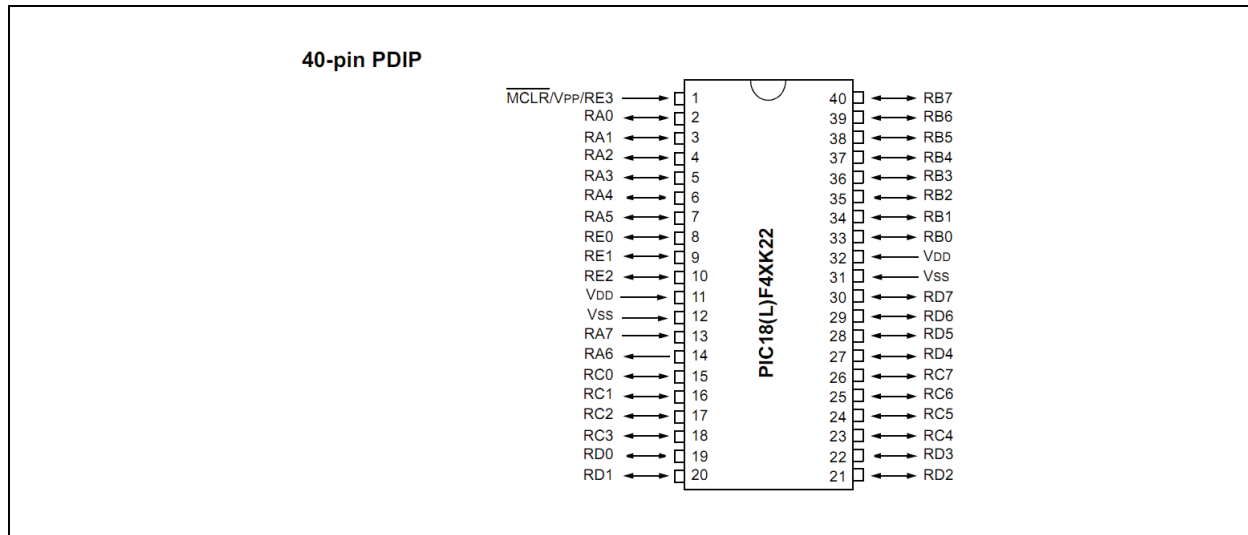 40-pin PDIP
MCLR/VPP/RE3 1 40 RB7
RA0 2 39 RB6
RA1 3 38 RB5
RA2 4 37 RB4
RA3 5 36 RB3
RA4 6 35 RB2
RA5 7 34 RB1
RE0 8 33 RB0
RE1 9 32 VDD
RE2 10 31 VSS
VDD 11 30 RD7
VSS 12 29 RD6
RA7 13 28 RD5
RA6 14 27 RD4
RC0 15 26 RC7
RC1 16 25 RC6
RC2 17 24 RC5
RC3 18 23 RC4
RD0 19 22 RD3
RD1 20 21 RD2
PIC18(L)F4XK22